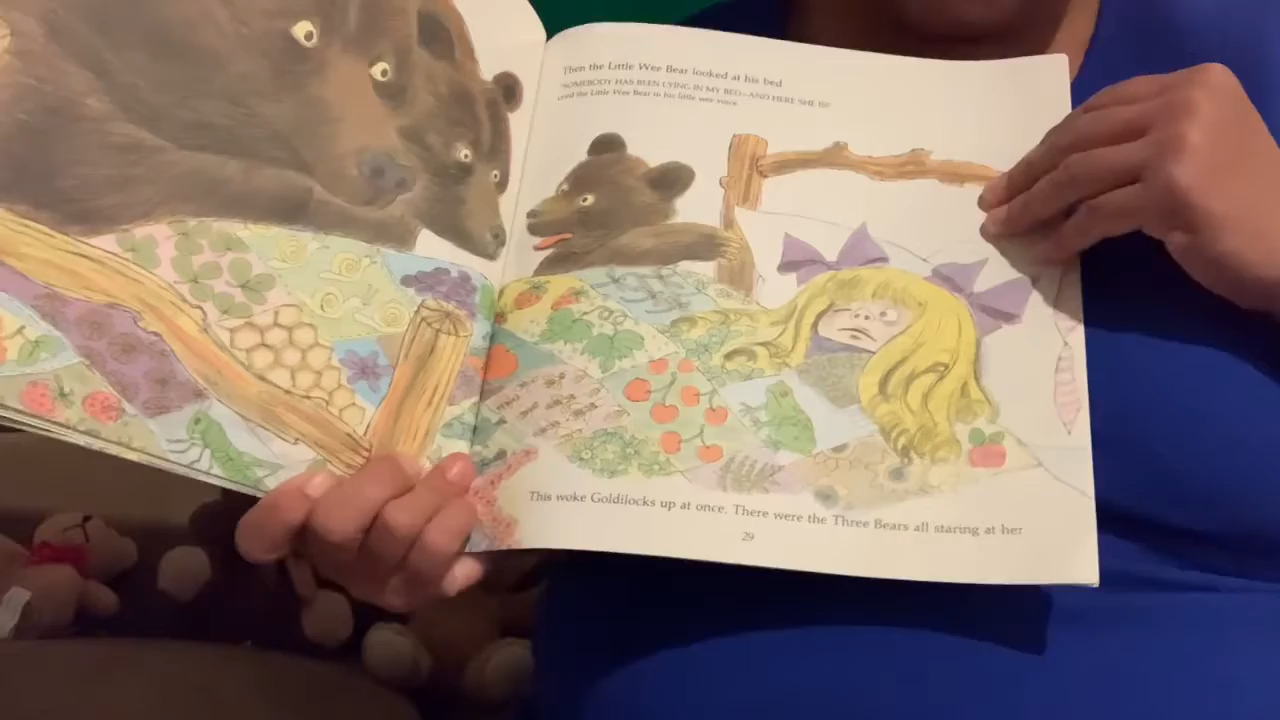 Then the Little Wee Bear looked at his bed
"SOMEBODY HAS BEEN LYING IN MY BED—AND HERE SHE IS!"
cried the Little Wee Bear in his little wee voice.
This woke Goldilocks up at once. There were the Three Bears all staring at her
29